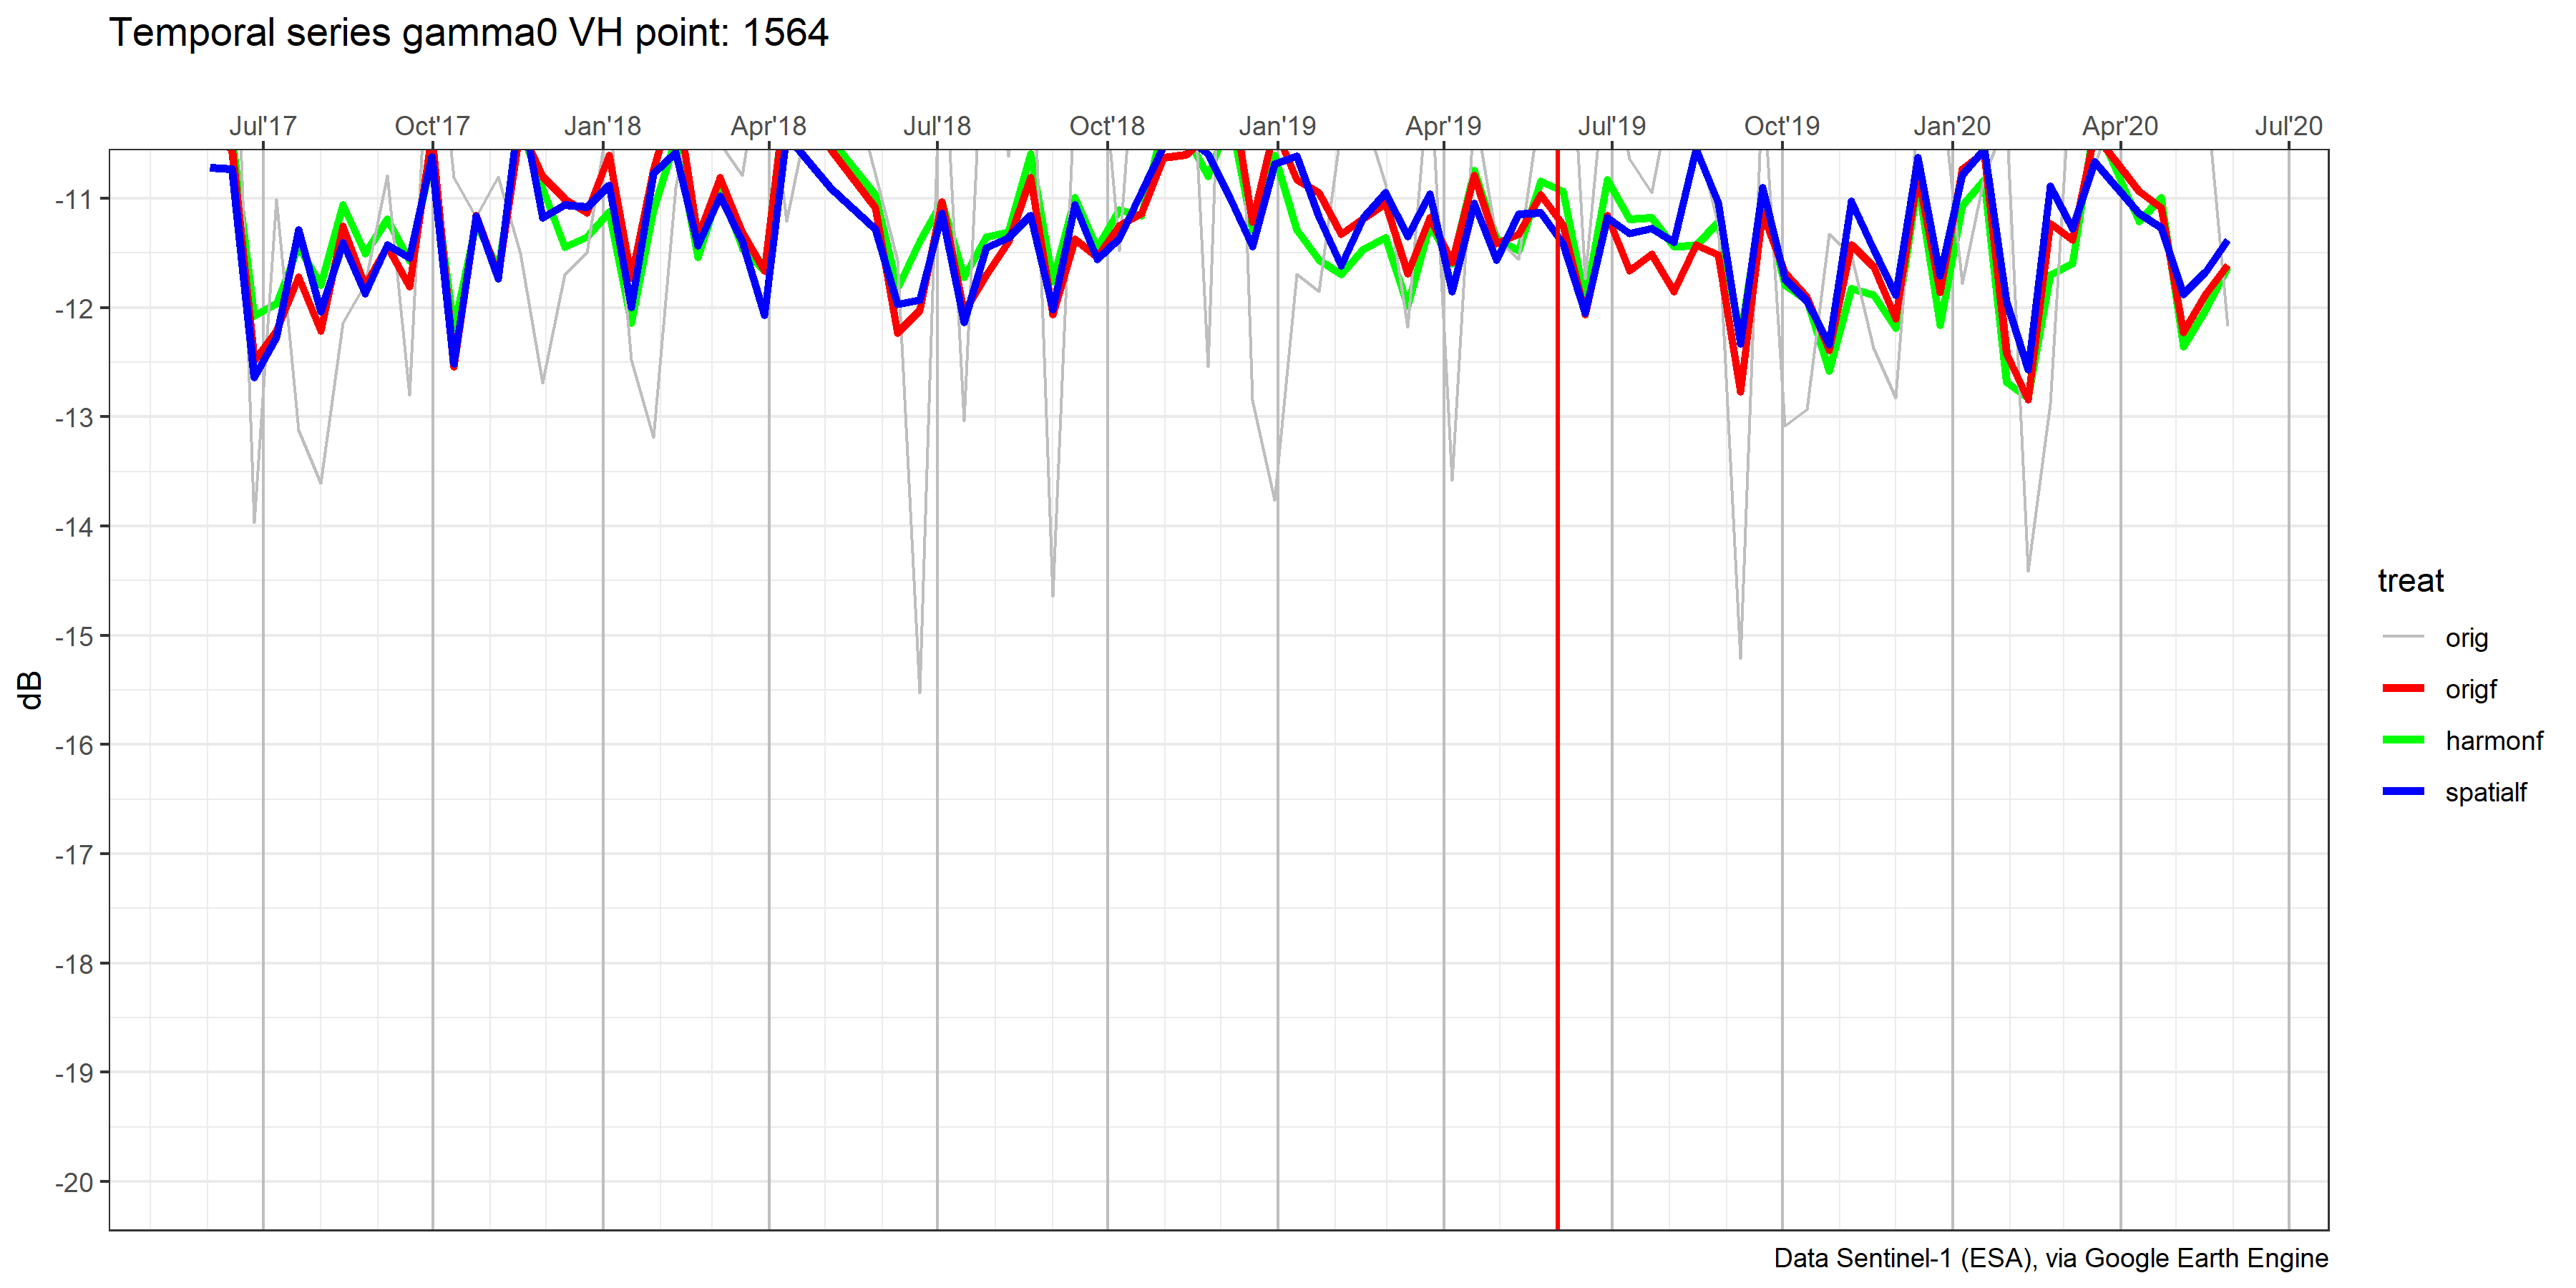 Temporal series gamma0 VH point: 1564
Jul'17 Oct'17 Jan'18 Apr'18 Jul'18 Oct'18 Jan'19 Apr'19 Jul'19 Oct'19 Jan'20 Apr'20 Jul'20
-11
-12
-13
-14
-15
-16
-17
-18
-19
-20
dB
treat
orig
origf
harmonf
spatialf
Data Sentinel-1 (ESA), via Google Earth Engine